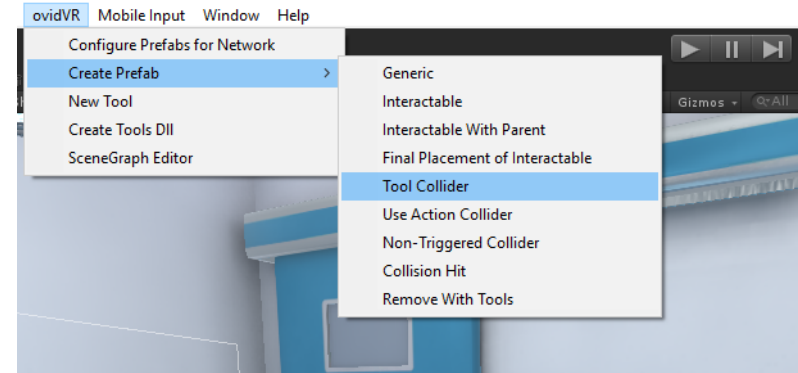 ovidVR Mobile Input Window Help
Configure Prefabs for Network
Create Prefab >
New Tool
Create Tools Dll
SceneGraph Editor
Generic
Interactable
Interactable With Parent
Final Placement of Interactable
Tool Collider
Use Action Collider
Non-Triggered Collider
Collision Hit
Remove With Tools
Gizmos
All